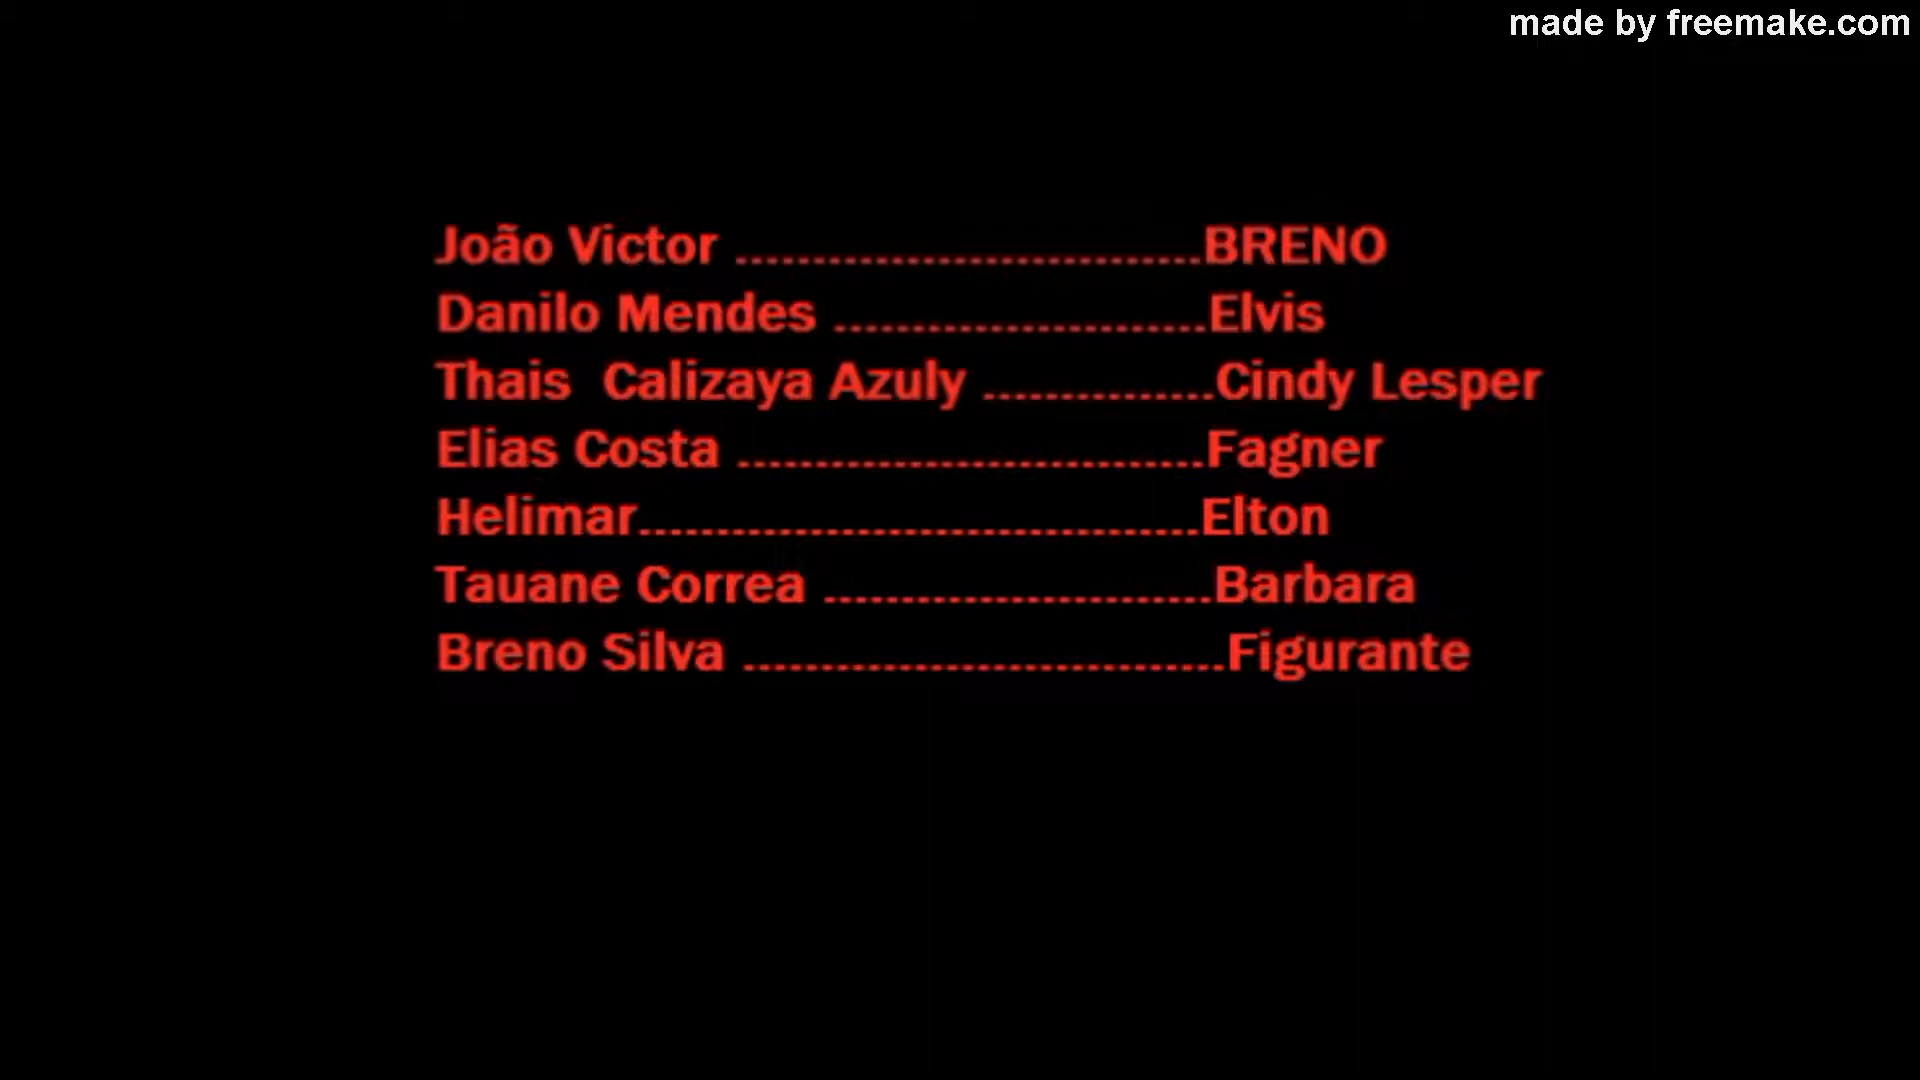 made by freemake.com
João Victor ..............................BRENO
Danilo Mendes ........................Elvis
Thais  Calizaya Azuly ...............Cindy Lesper
Elias Costa ..............................Fagner
Helimar....................................Elton
Tauane Correa .........................Barbara
Breno Silva ...............................Figurante